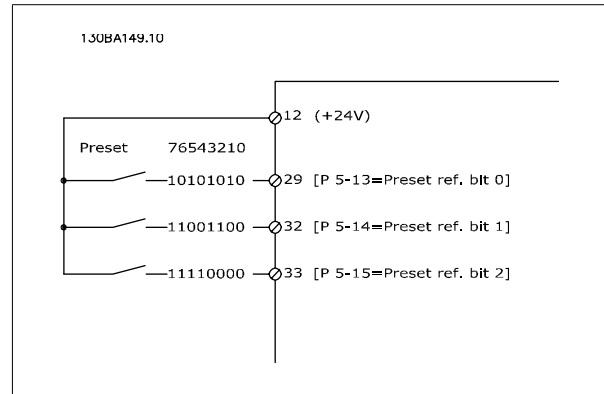 130BA149.10
12 (+24V)
Preset 76543210
10101010 29 [P 5-13=Preset ref. bit 0]
11001100 32 [P 5-14=Preset ref. bit 1]
11110000 33 [P 5-15=Preset ref. bit 2]